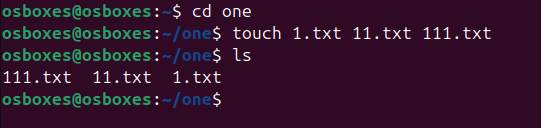 osboxes@osboxes:~$ cd one
osboxes@osboxes:~/one$ touch 1.txt 11.txt 111.txt
osboxes@osboxes:~/one$ ls
111.txt  11.txt  1.txt
osboxes@osboxes:~/one$